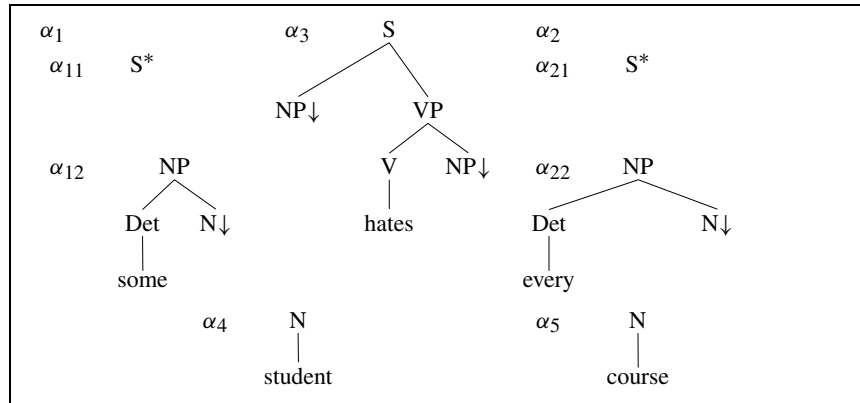 α1 α3 S α2
α11 S* α21 S*
NP↓ VP
α12 NP V NP↓ α22 NP
Det N↓ hates Det N↓
some every
α4 N α5 N
student course